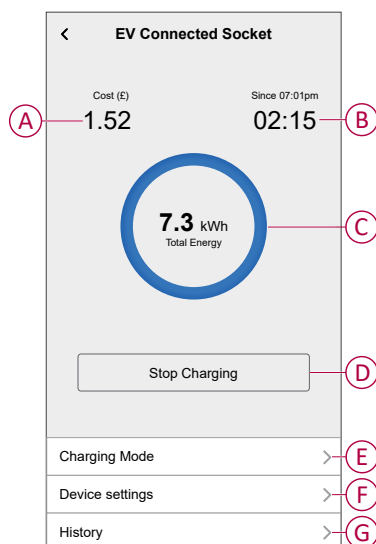 EV Connected Socket
Cost (£)
Since 07:01pm
A
1.52
02:15
B
7.3 kWh
Total Energy
C
Stop Charging
D
Charging Mode
E
Device settings
F
History
G